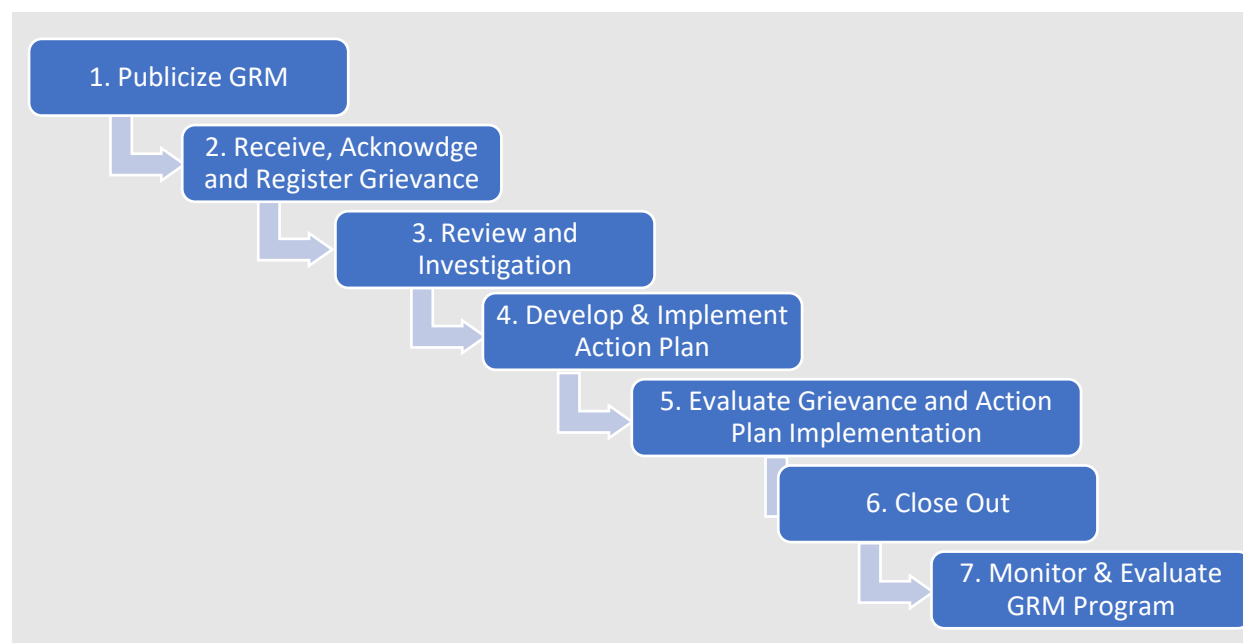 1. Publicize GRM
2. Receive, Acknowdge
and Register Grievance
3. Review and
Investigation
4. Develop & Implement
Action Plan
5. Evaluate Grievance and Action
Plan Implementation
6. Close Out
7. Monitor & Evaluate
GRM Program